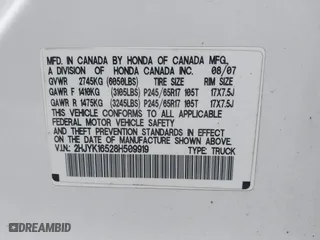 MFD. IN CANADA BY HONDA OF CANADA MFG.,
A DIVISION OF HONDA CANADA INC. 08/07
GVWR 2745KG (6050LBS) TIRE SIZE RIM SIZE
GAWR F 1410KG (3105LBS) P245/65R17 105T 17X7.5J
GAWR R 1475KG (3245LBS) P245/65R17 105T 17X7.5J
THIS VEHICLE CONFORMS TO ALL APPLICABLE
FEDERAL MOTOR VEHICLE SAFETY
AND THEFT PREVENTION STANDARDS IN EFFECT
ON THE DATE OF MANUFACTURE SHOWN ABOVE.
V.I.N: 2HJYK16528H509919 TYPE: TRUCK
DREAMBID